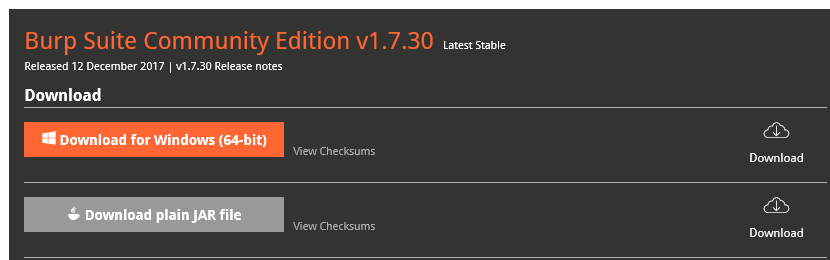 Burp Suite Community Edition v1.7.30 Latest Stable
Released 12 December 2017 | v1.7.30 Release notes
Download
Download for Windows (64-bit) View Checksums Download
Download plain JAR file View Checksums Download